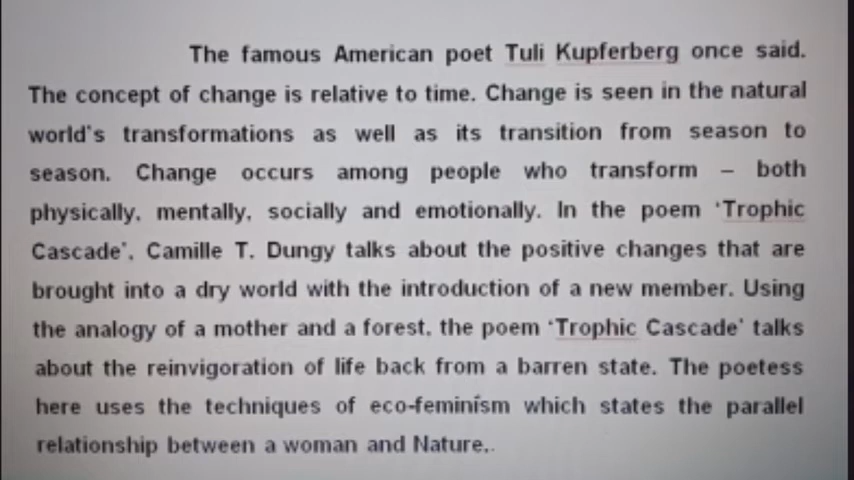 The famous American poet Tuli Kupferberg once said.
The concept of change is relative to time. Change is seen in the natural
world's transformations as well as its transition from season to
season. Change occurs among people who transform – both
physically, mentally, socially and emotionally. In the poem 'Trophic
Cascade', Camille T. Dungy talks about the positive changes that are
brought into a dry world with the introduction of a new member. Using
the analogy of a mother and a forest, the poem 'Trophic Cascade' talks
about the reinvigoration of life back from a barren state. The poetess
here uses the techniques of eco-feminism which states the parallel
relationship between a woman and Nature..